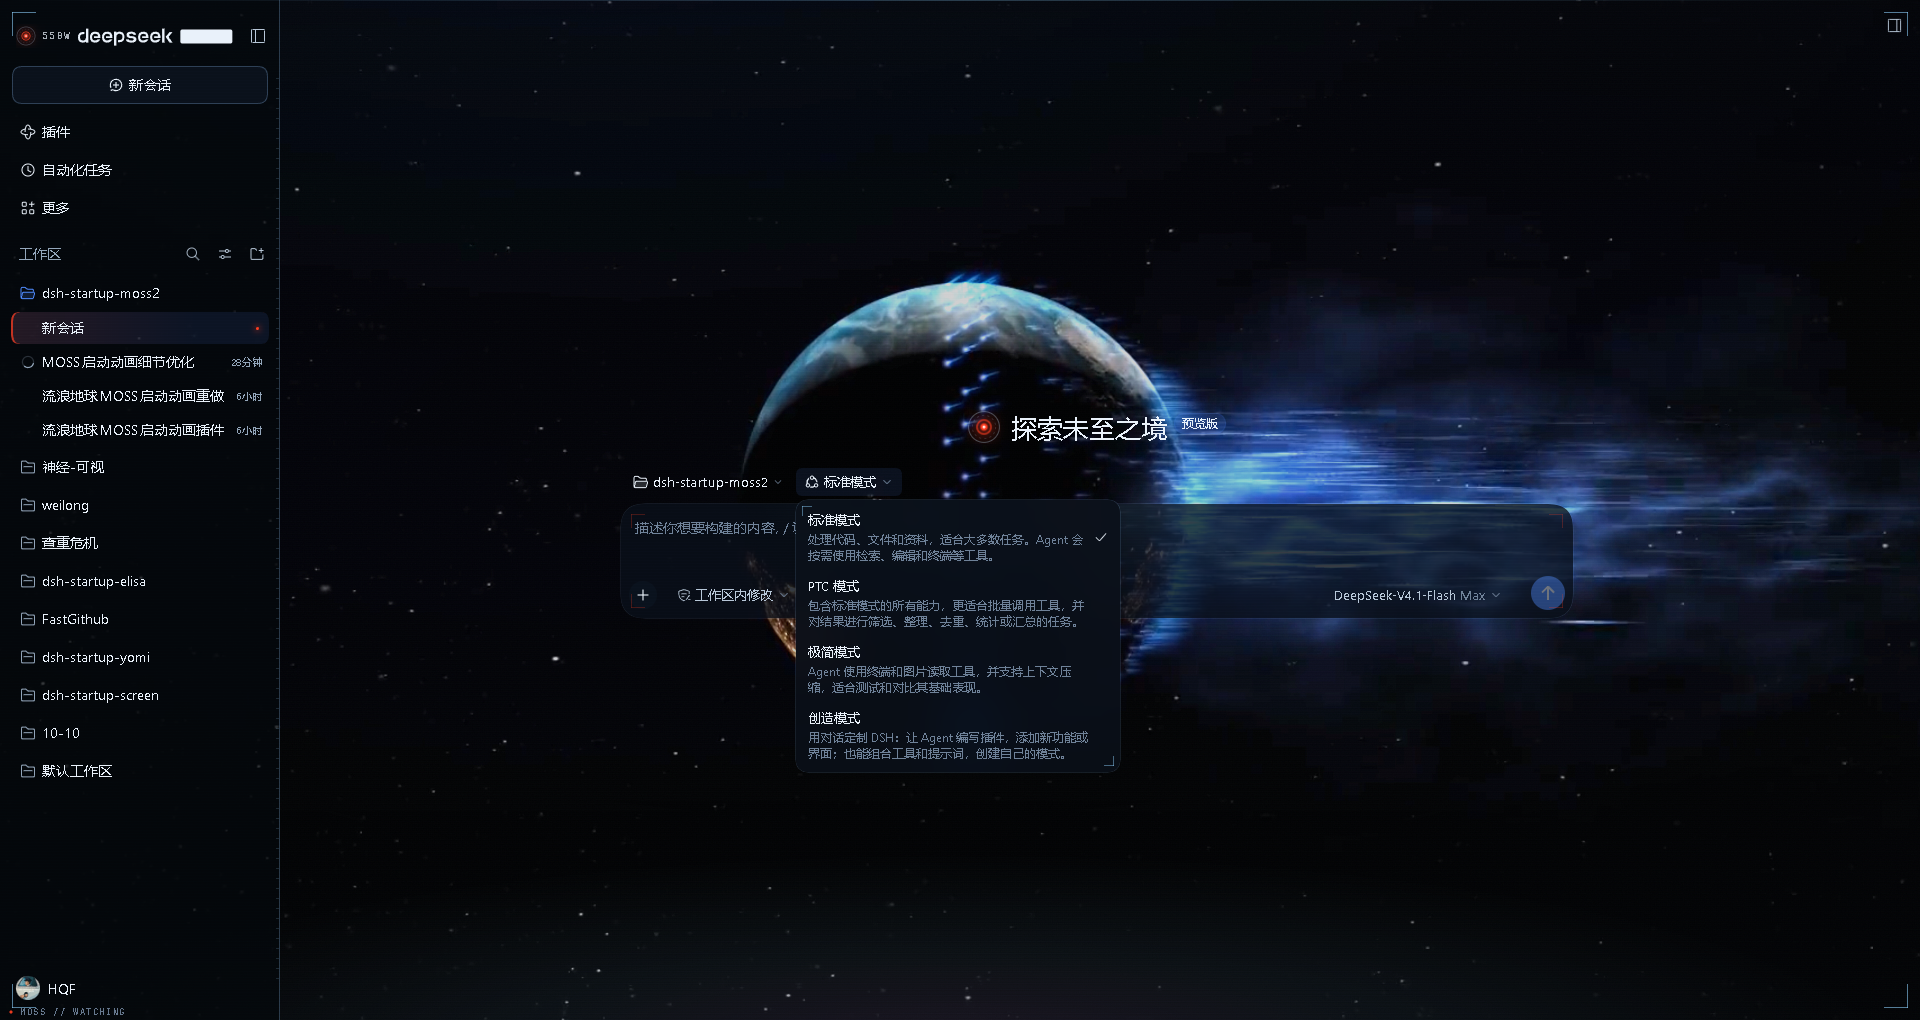 55BW deepseek
新会话
插件
自动化任务
更多
工作区
dsh-startup-moss2
新会话
MOSS 启动动画细节优化 28分钟
流浪地球 MOSS 启动动画重做 6小时
流浪地球 MOSS 启动动画插件 6小时
神经-可视
weilong
查重危机
dsh-startup-elisa
FastGithub
dsh-startup-yomi
dsh-startup-screen
10-10
默认工作区
HQF
MOSS // WATCHING
探索未至之境 预览版
dsh-startup-moss2 标准模式
描述你想要构建的内容, /
工作区内修改
DeepSeek-V4.1-Flash Max
标准模式
处理代码、文件和资料，适合大多数任务。Agent 会
按需使用检索、编辑和终端等工具。
PTC 模式
包含标准模式的所有能力，更适合批量调用工具，并
对结果进行筛选、整理、去重、统计或汇总的任务。
极简模式
Agent 使用终端和图片读取工具，并支持上下文压
缩，适合测试和对比其基础表现。
创造模式
用对话定制 DSH：让 Agent 编写插件，添加新功能或
界面；也能组合工具和提示词，创建自己的模式。